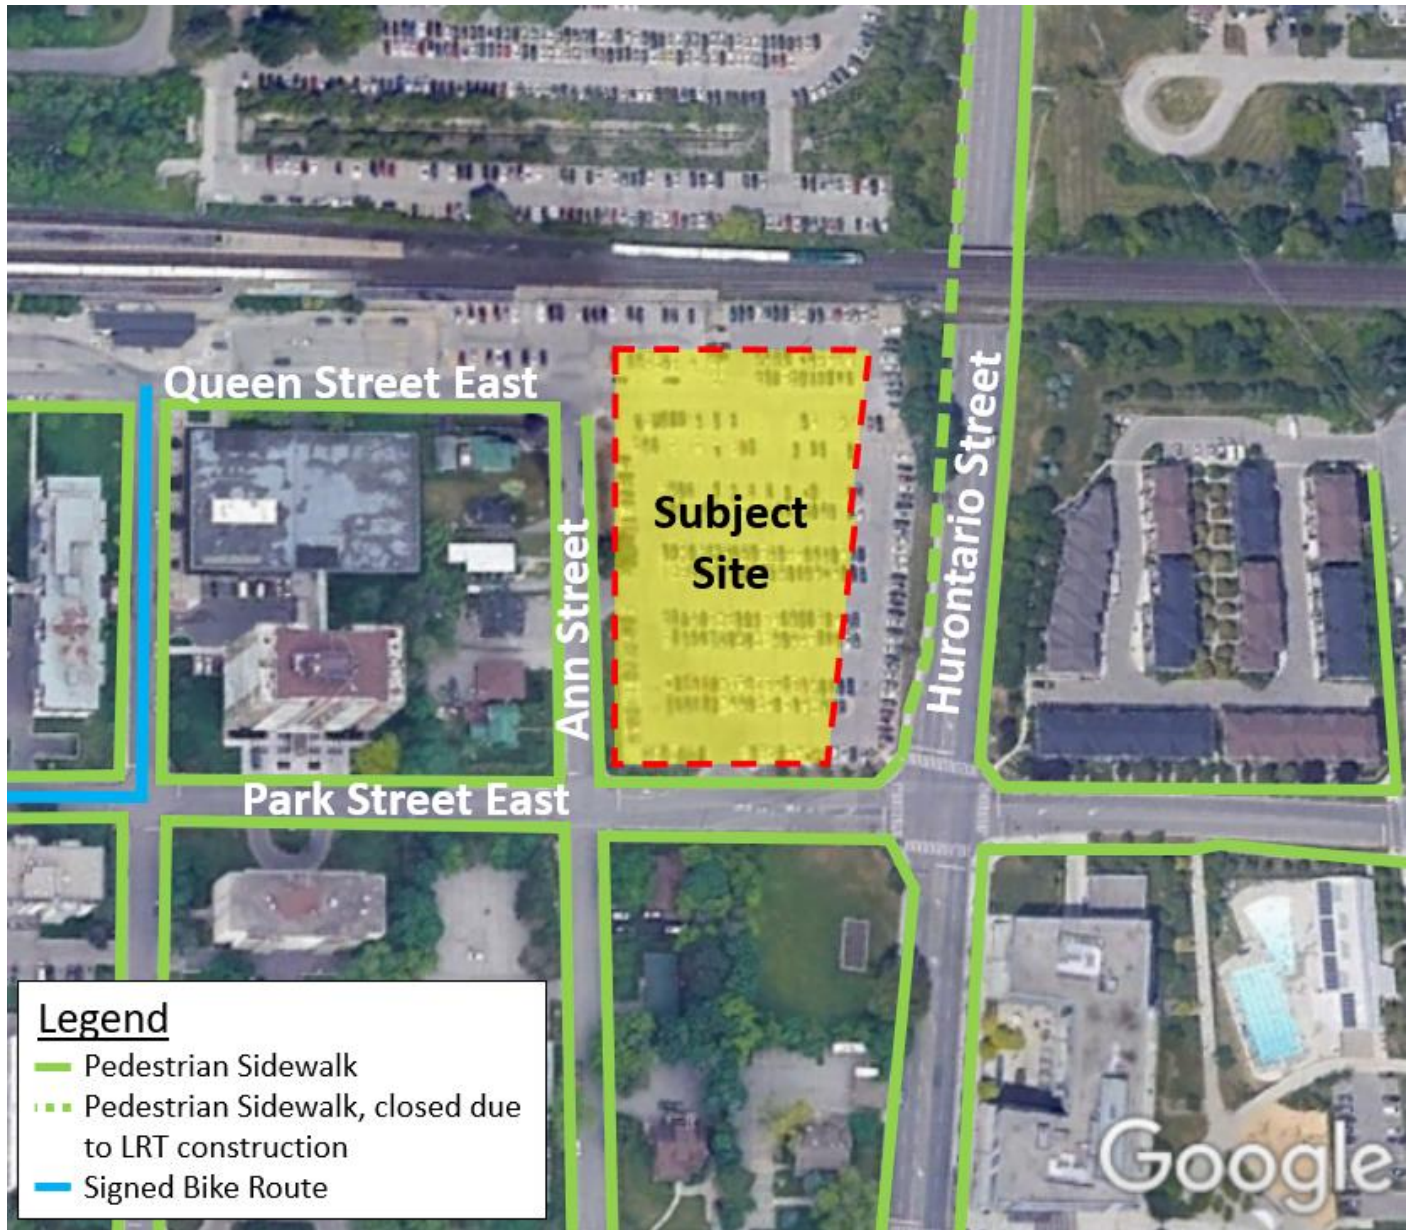 Queen Street East
Subject
Site
Ann Street
Hurontario Street
Park Street East
Legend
Pedestrian Sidewalk
Pedestrian Sidewalk, closed due
to LRT construction
Signed Bike Route
Google